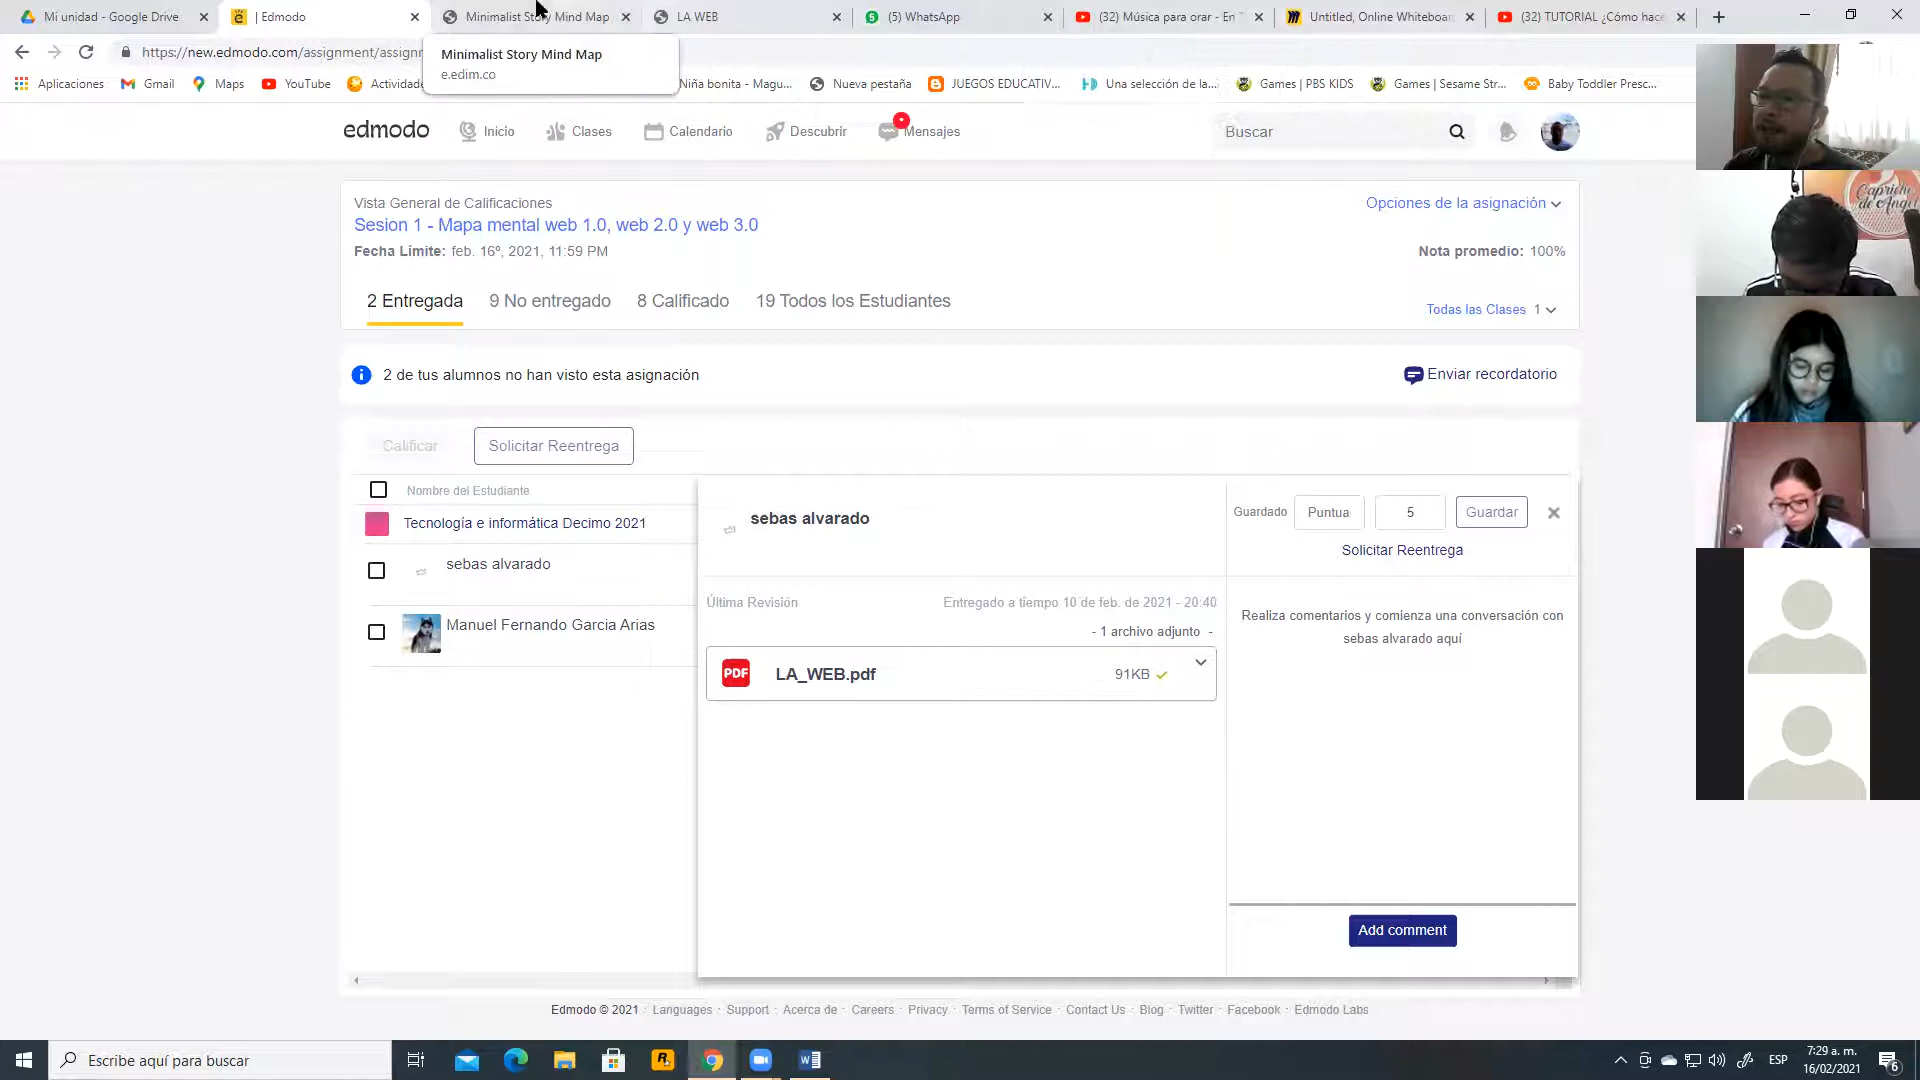 Mi unidad - Google Drive
| Edmodo
Minimalist Story Mind Map
LA WEB
(5) WhatsApp
(32) Música para orar - En T
Untitled, Online Whiteboar
(32) TUTORIAL ¿Cómo hace
https://new.edmodo.com/assignment/assignm
Minimalist Story Mind Map
e.edim.co
Aplicaciones
Gmail
Maps
YouTube
Actividade
Niña bonita - Magu...
Nueva pestaña
JUEGOS EDUCATIV...
Una selección de la...
Games | PBS KIDS
Games | Sesame Str...
Baby Toddler Presc...
edmodo
Inicio
Clases
Calendario
Descubrir
Mensajes
Buscar
Capricho
de Angel
Vista General de Calificaciones
Opciones de la asignación
Sesion 1 - Mapa mental web 1.0, web 2.0 y web 3.0
Fecha Límite: feb. 16º, 2021, 11:59 PM
Nota promedio: 100%
2 Entregada
9 No entregado
8 Calificado
19 Todos los Estudiantes
Todas las Clases 1
2 de tus alumnos no han visto esta asignación
Enviar recordatorio
Calificar
Solicitar Reentrega
Nombre del Estudiante
Tecnología e informática Decimo 2021
sebas alvarado
Manuel Fernando Garcia Arias
sebas alvarado
Guardado
Puntua
5
Guardar
Solicitar Reentrega
Última Revisión
Entregado a tiempo 10 de feb. de 2021 - 20:40
- 1 archivo adjunto -
PDF
LA_WEB.pdf
91KB
Realiza comentarios y comienza una conversación con
sebas alvarado aquí
Add comment
Edmodo © 2021 · Languages · Support · Acerca de · Careers · Privacy · Terms of Service · Contact Us · Blog · Twitter · Facebook · Edmodo Labs
Escribe aquí para buscar
ESP
7:29 a. m.
16/02/2021
6